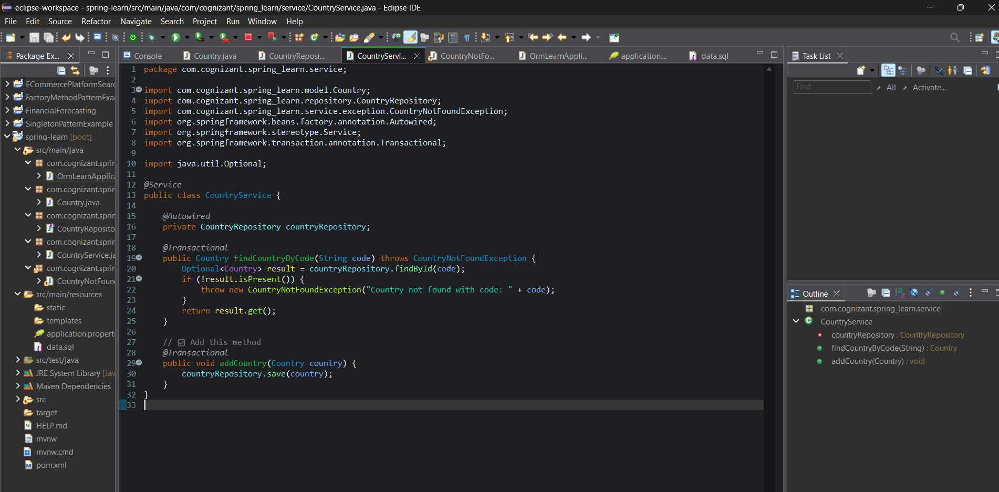 eclipse-workspace - spring-learn/src/main/java/com/cognizant/spring_learn/service/CountryService.java - Eclipse IDE
File Edit Source Refactor Navigate Search Project Run Window Help
Package Ex...
ECommercePlatformSearc
FactoryMethodPatternExa
FinancialForecasting
SingletonPatternExample
spring-learn [boot]
src/main/java
com.cognizant.sprin
OrmLearnApplica
com.cognizant.sprin
Country.java
com.cognizant.sprin
CountryReposito
com.cognizant.sprin
CountryService.ja
com.cognizant.sprin
CountryNotFoun
src/main/resources
static
templates
application.properti
data.sql
src/test/java
JRE System Library [Jav
Maven Dependencies
src
target
HELP.md
mvnw
mvnw.cmd
pom.xml
Console Country.java CountryReposi... CountryServi... CountryNotFo... OrmLearnAppli... application.... data.sql
1 package com.cognizant.spring_learn.service;
2
3 import com.cognizant.spring_learn.model.Country;
4 import com.cognizant.spring_learn.repository.CountryRepository;
5 import com.cognizant.spring_learn.service.exception.CountryNotFoundException;
6 import org.springframework.beans.factory.annotation.Autowired;
7 import org.springframework.stereotype.Service;
8 import org.springframework.transaction.annotation.Transactional;
9
10 import java.util.Optional;
11
12 @Service
13 public class CountryService {
14
15 @Autowired
16 private CountryRepository countryRepository;
17
18 @Transactional
19 public Country findCountryByCode(String code) throws CountryNotFoundException {
20 Optional<Country> result = countryRepository.findById(code);
21 if (!result.isPresent()) {
22 throw new CountryNotFoundException("Country not found with code: " + code);
23 }
24 return result.get();
25 }
26
27 // ☑ Add this method
28 @Transactional
29 public void addCountry(Country country) {
30 countryRepository.save(country);
31 }
32 }
33
Task List
Find All Activate...
Outline
com.cognizant.spring_learn.service
CountryService
countryRepository : CountryRepository
findCountryByCode(String) : Country
addCountry(Country) : void